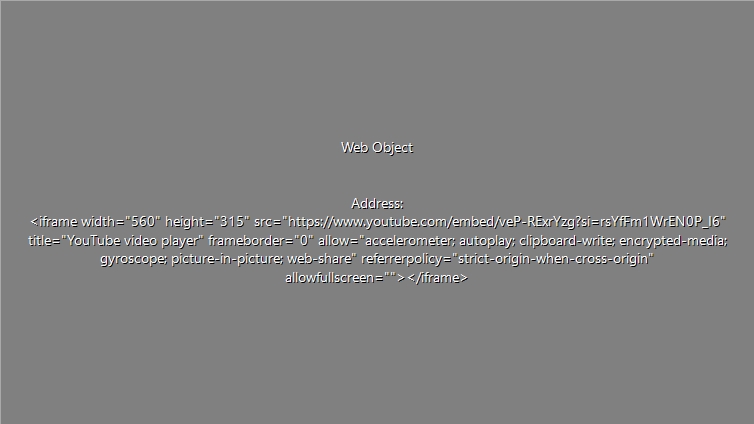 Web Object
Address:
<iframe width="560" height="315" src="https://www.youtube.com/embed/veP-RExrYzg?si=rsYfFm1WrEN0P_I6"
title="YouTube video player" frameborder="0" allow="accelerometer; autoplay; clipboard-write; encrypted-media;
gyroscope; picture-in-picture; web-share" referrerpolicy="strict-origin-when-cross-origin"
allowfullscreen=""></iframe>